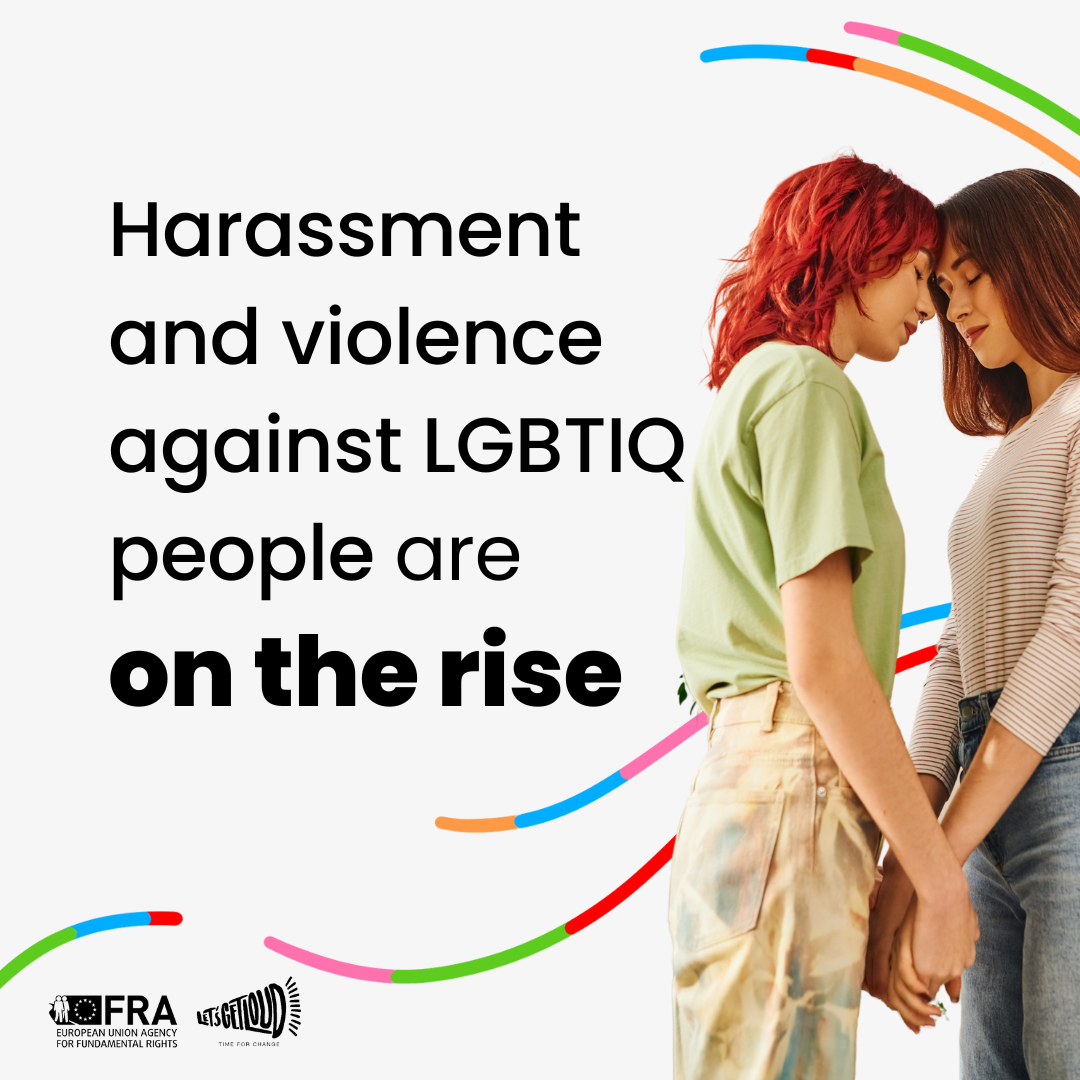 Harassment
and violence
against LGBTIQ
people are
on the rise
FRA
EUROPEAN UNION AGENCY
FOR FUNDAMENTAL RIGHTS
LET'S GET LOUD
TIME FOR CHANGE